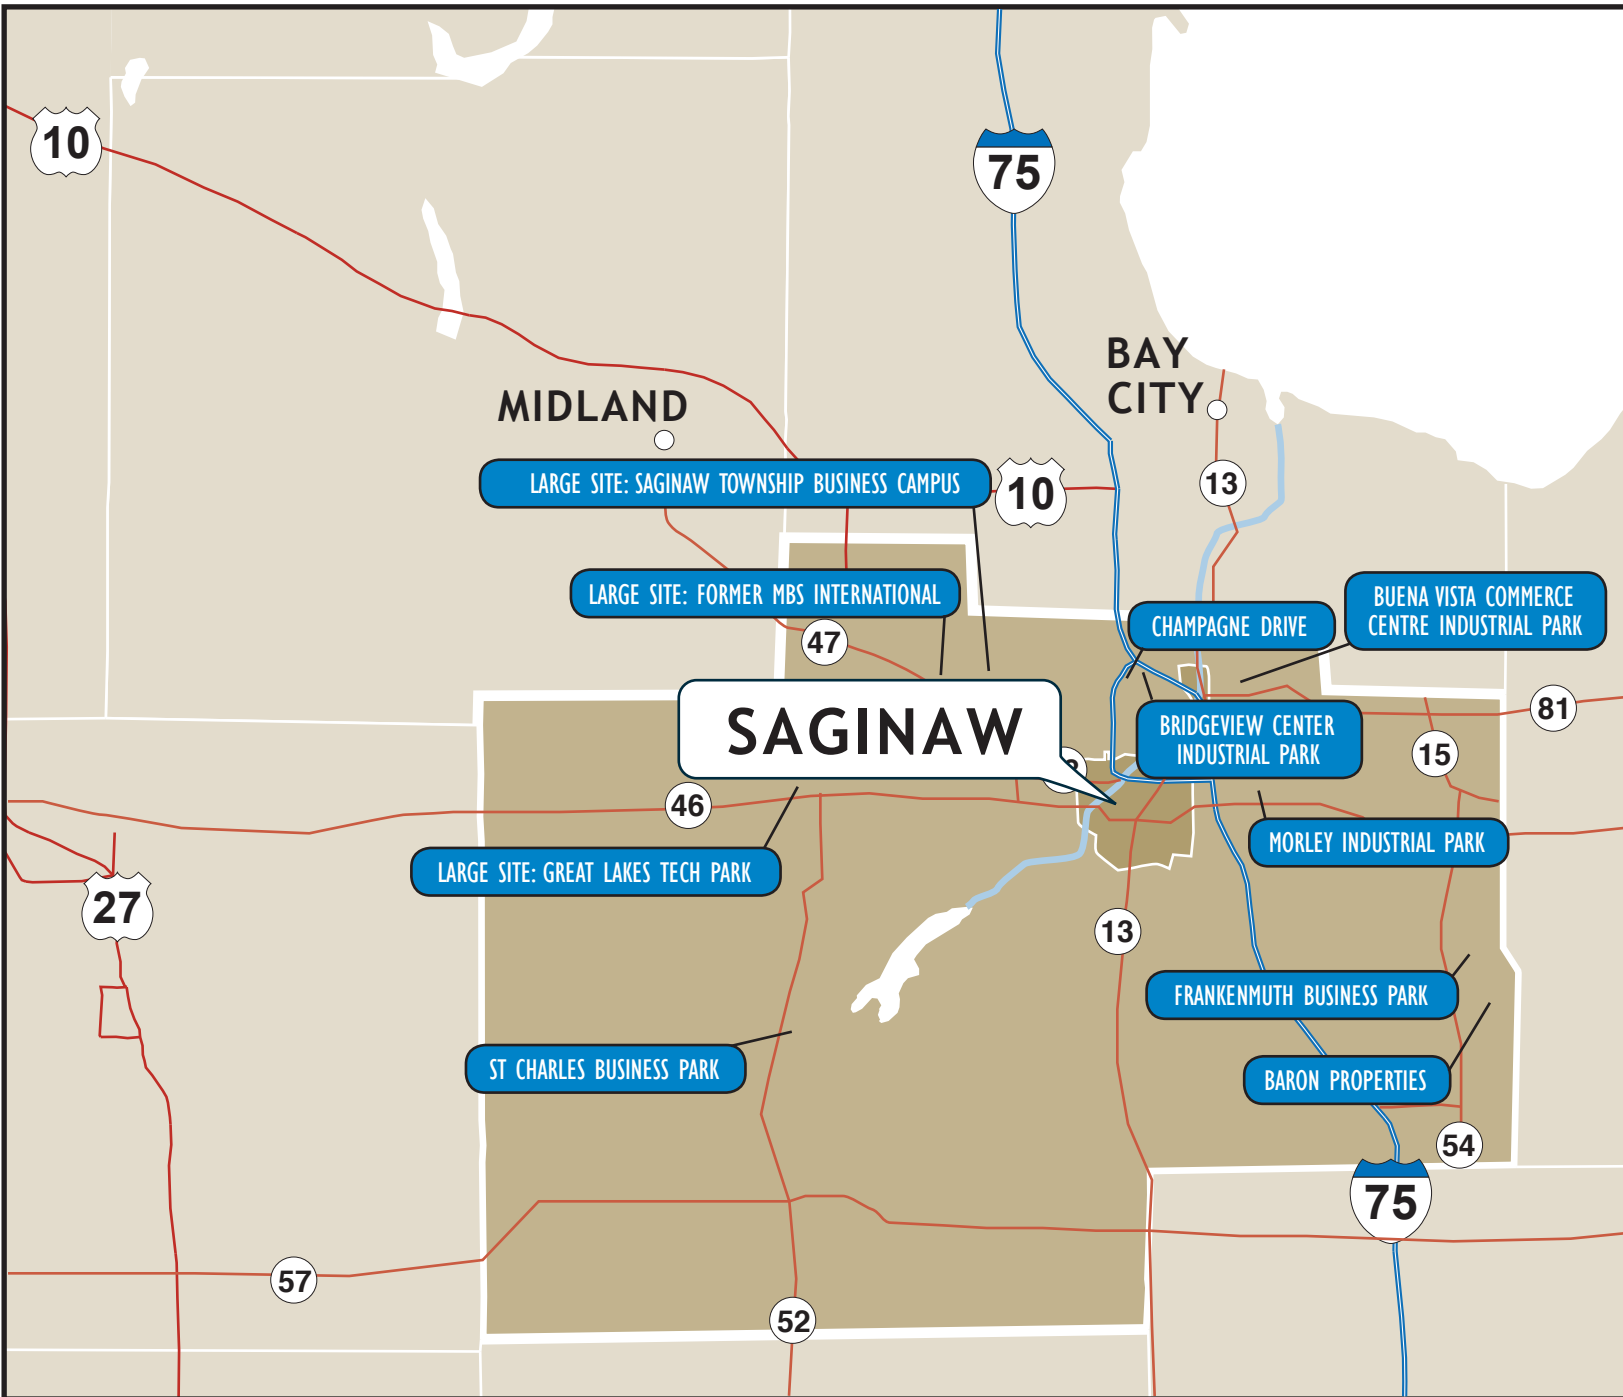 10
75
BAY
CITY
MIDLAND
LARGE SITE: SAGINAW TOWNSHIP BUSINESS CAMPUS
10
13
LARGE SITE: FORMER MBS INTERNATIONAL
BUENA VISTA COMMERCE
CENTRE INDUSTRIAL PARK
CHAMPAGNE DRIVE
47
SAGINAW
81
BRIDGEVIEW CENTER
INDUSTRIAL PARK
15
46
MORLEY INDUSTRIAL PARK
LARGE SITE: GREAT LAKES TECH PARK
27
13
FRANKENMUTH BUSINESS PARK
ST CHARLES BUSINESS PARK
BARON PROPERTIES
54
75
57
52